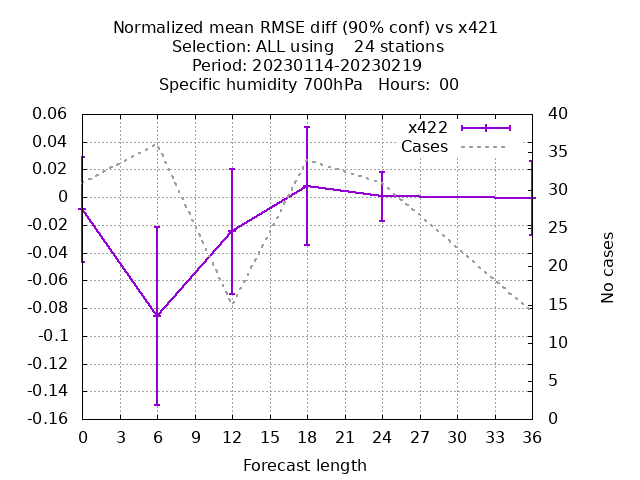 Normalized mean RMSE diff (90% conf) vs x421
Selection: ALL using    24 stations
Period: 20230114-20230219
Specific humidity 700hPa   Hours:  00
x422
Cases
0.06
0.04
0.02
0
-0.02
-0.04
-0.06
-0.08
-0.1
-0.12
-0.14
-0.16
40
35
30
25
20
15
10
5
0
No cases
0 3 6 9 12 15 18 21 24 27 30 33 36
Forecast length